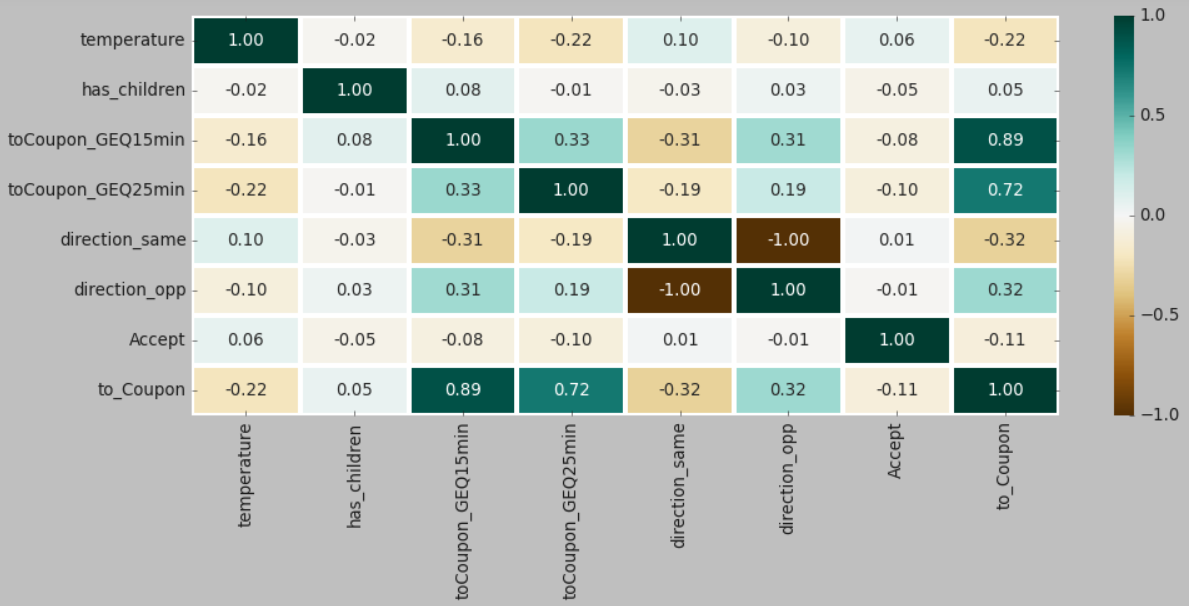 temperature 1.00 -0.02 -0.16 -0.22 0.10 -0.10 0.06 -0.22
has_children -0.02 1.00 0.08 -0.01 -0.03 0.03 -0.05 0.05
toCoupon_GEQ15min -0.16 0.08 1.00 0.33 -0.31 0.31 -0.08 0.89
toCoupon_GEQ25min -0.22 -0.01 0.33 1.00 -0.19 0.19 -0.10 0.72
direction_same 0.10 -0.03 -0.31 -0.19 1.00 -1.00 0.01 -0.32
direction_opp -0.10 0.03 0.31 0.19 -1.00 1.00 -0.01 0.32
Accept 0.06 -0.05 -0.08 -0.10 0.01 -0.01 1.00 -0.11
to_Coupon -0.22 0.05 0.89 0.72 -0.32 0.32 -0.11 1.00
temperature
has_children
toCoupon_GEQ15min
toCoupon_GEQ25min
direction_same
direction_opp
Accept
to_Coupon
1.0
0.5
0.0
−0.5
−1.0